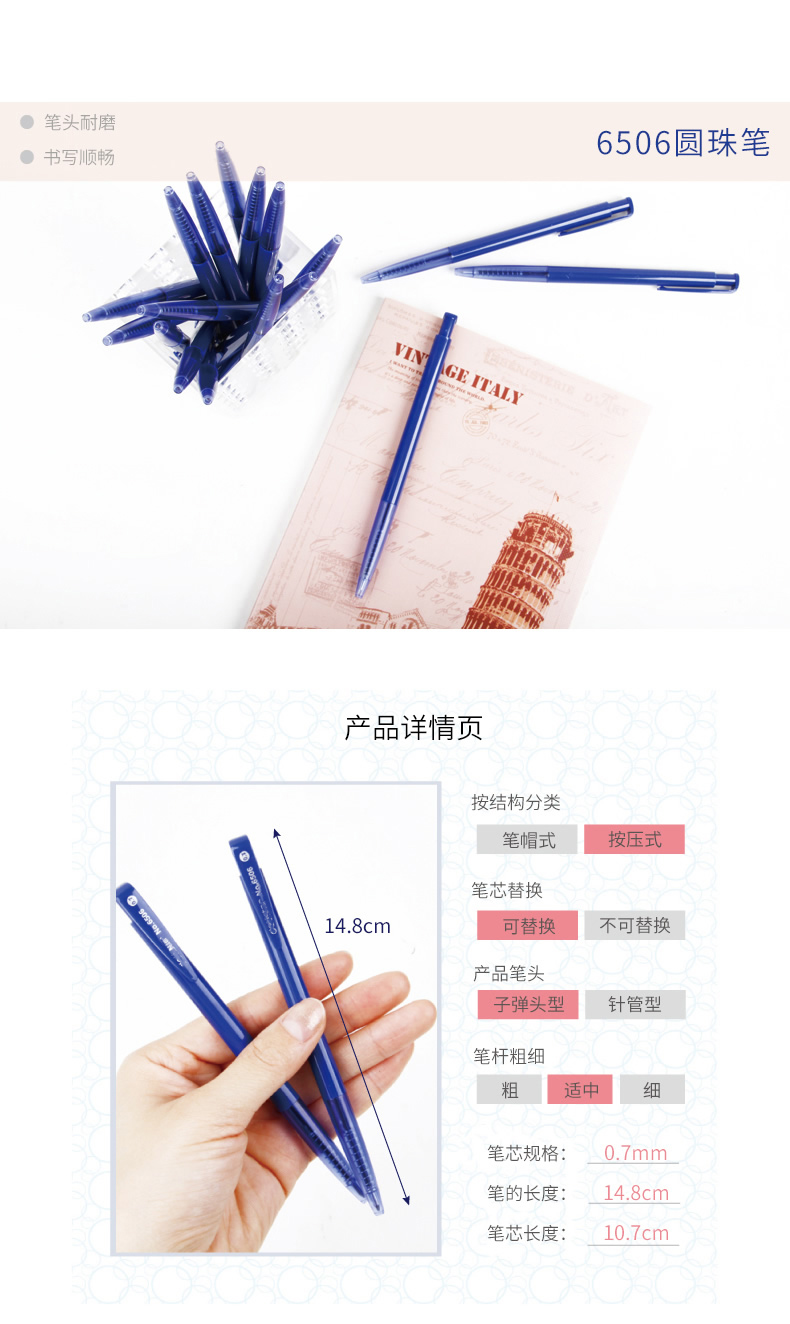 笔头耐磨
书写顺畅
6506圆珠笔
VINTAGE ITALY
产品详情页
按结构分类
笔帽式 按压式
笔芯替换
可替换 不可替换
产品笔头
子弹头型 针管型
笔杆粗细
粗 适中 细
14.8cm
No.6506
No.6506
笔芯规格： 0.7mm
笔的长度： 14.8cm
笔芯长度： 10.7cm